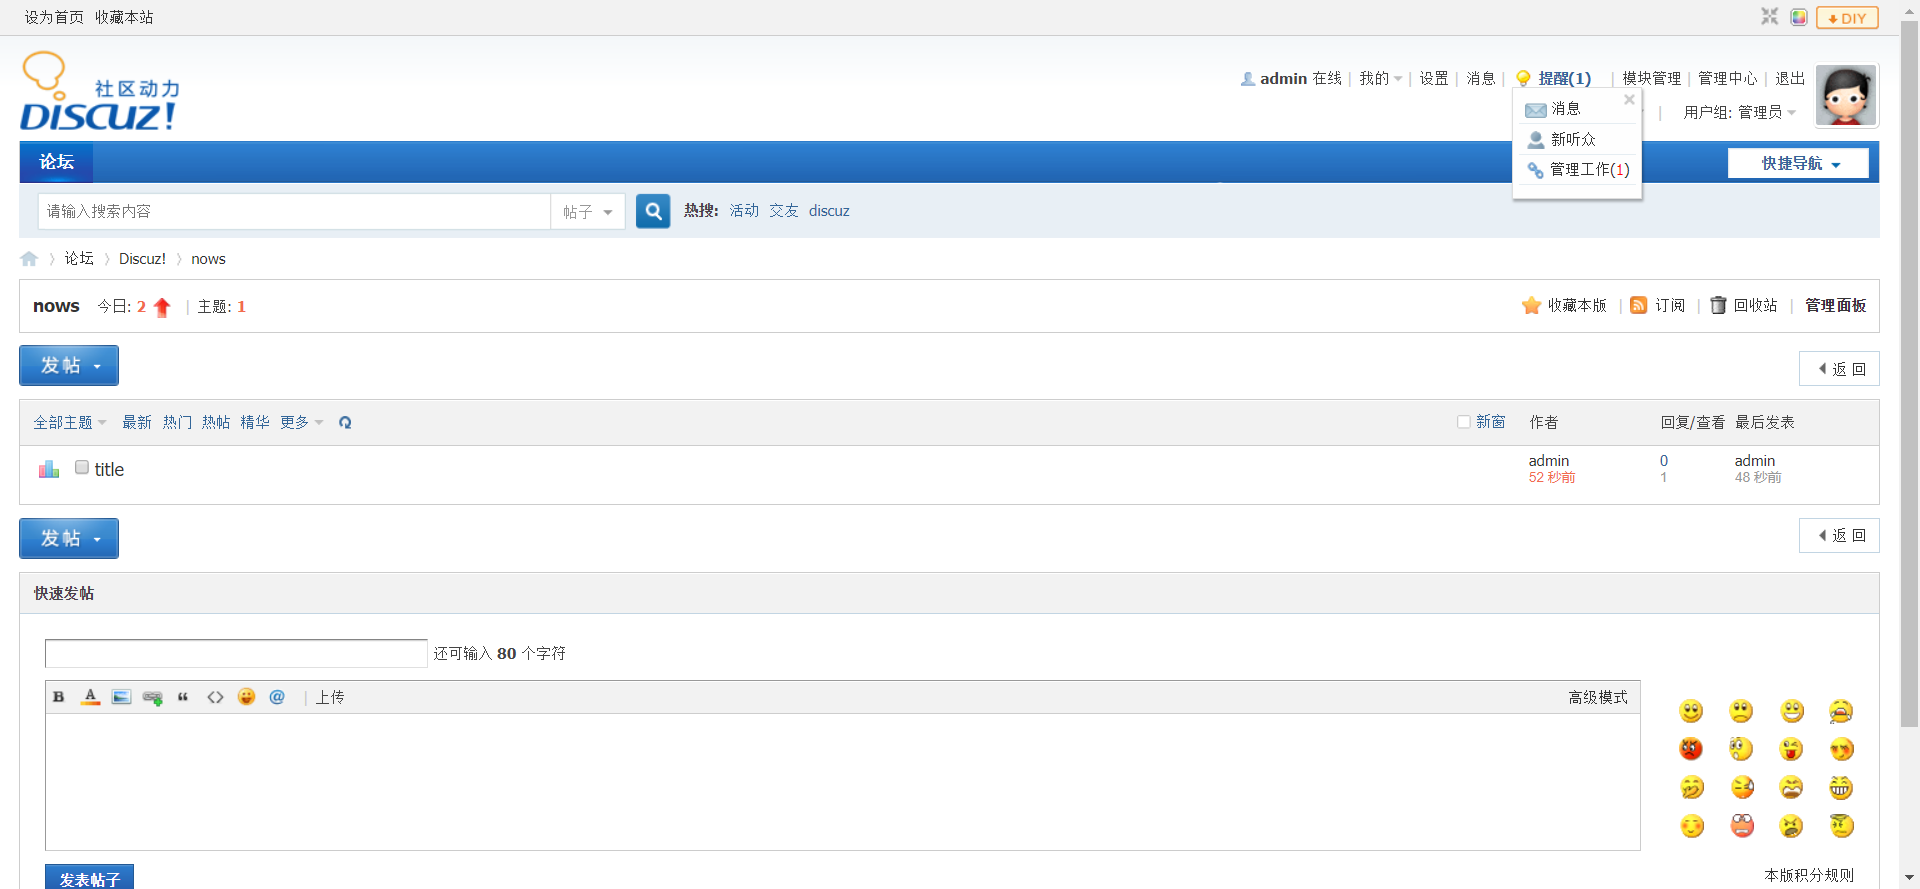 设为首页 收藏本站
DIY
社区动力
DISCUZ!
admin 在线 | 我的 | 设置 | 消息 | 提醒(1) | 模块管理 | 管理中心 | 退出
| 用户组: 管理员
消息
新听众
管理工作(1)
论坛
快捷导航
请输入搜索内容 帖子 热搜: 活动 交友 discuz
论坛 〉 Discuz! 〉 nows
nows 今日: 2 | 主题: 1
收藏本版 | 订阅 | 回收站 | 管理面板
发帖
返 回
全部主题 最新 热门 热帖 精华 更多 新窗 作者 回复/查看 最后发表
title admin 0 admin
52 秒前 1 48 秒前
发帖
返 回
快速发帖
还可输入 80 个字符
B A “ <> @ | 上传 高级模式
发表帖子
本版积分规则